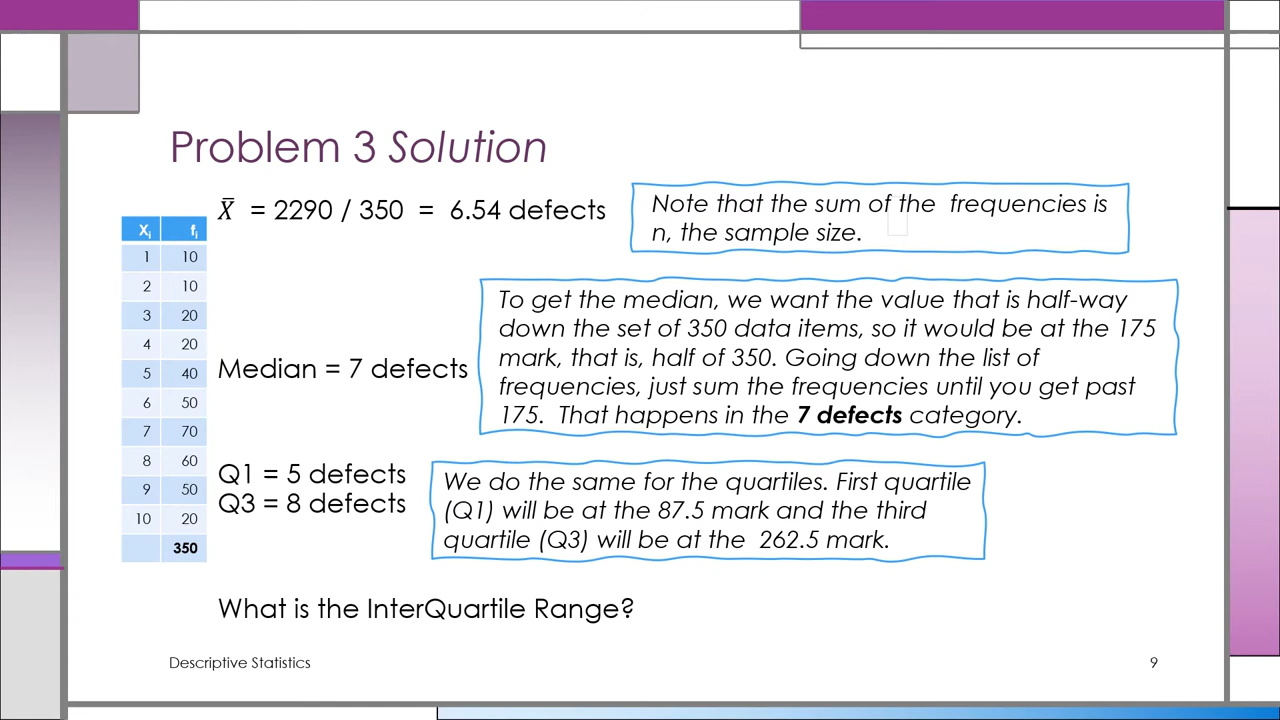 Problem 3 Solution
X̄ = 2290 / 350 = 6.54 defects
Note that the sum of the frequencies is
n, the sample size.
Xi fi
1 10
2 10
3 20
4 20
5 40
6 50
7 70
8 60
9 50
10 20
350
To get the median, we want the value that is half-way
down the set of 350 data items, so it would be at the 175
mark, that is, half of 350. Going down the list of
frequencies, just sum the frequencies until you get past
175. That happens in the 7 defects category.
Median = 7 defects
Q1 = 5 defects
Q3 = 8 defects
We do the same for the quartiles. First quartile
(Q1) will be at the 87.5 mark and the third
quartile (Q3) will be at the 262.5 mark.
What is the InterQuartile Range?
Descriptive Statistics
9